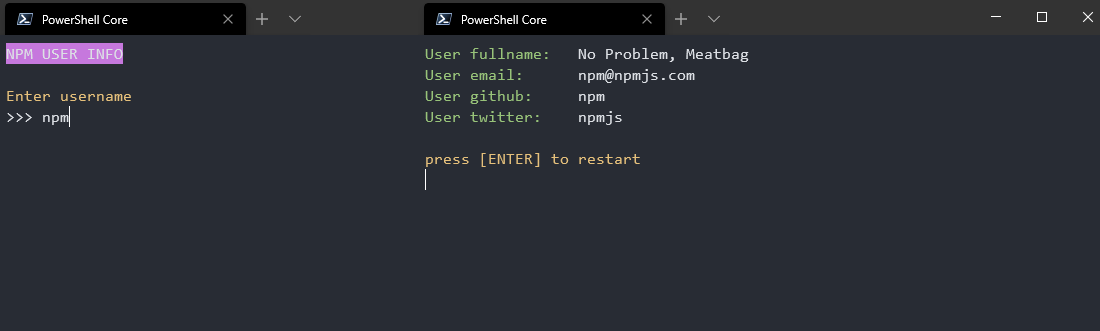 PowerShell Core
NPM USER INFO
Enter username
>>> npm
PowerShell Core
User fullname: No Problem, Meatbag
User email: npm@npmjs.com
User github: npm
User twitter: npmjs
press [ENTER] to restart